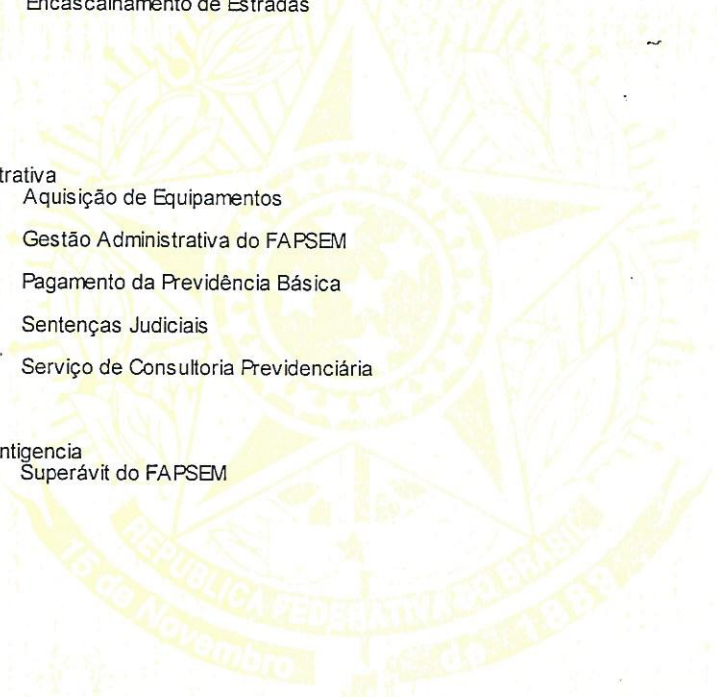 Encascalhamento de Estradas
trativa
Aquisição de Equipamentos
Gestão Administrativa do FAPSEM
Pagamento da Previdência Básica
Sentenças Judiciais
Serviço de Consultoria Previdenciária
ntigencia
Superávit do FAPSEM
REPUBLICA FEDERATIVA DO BRASIL
15 de Novembro de 1889